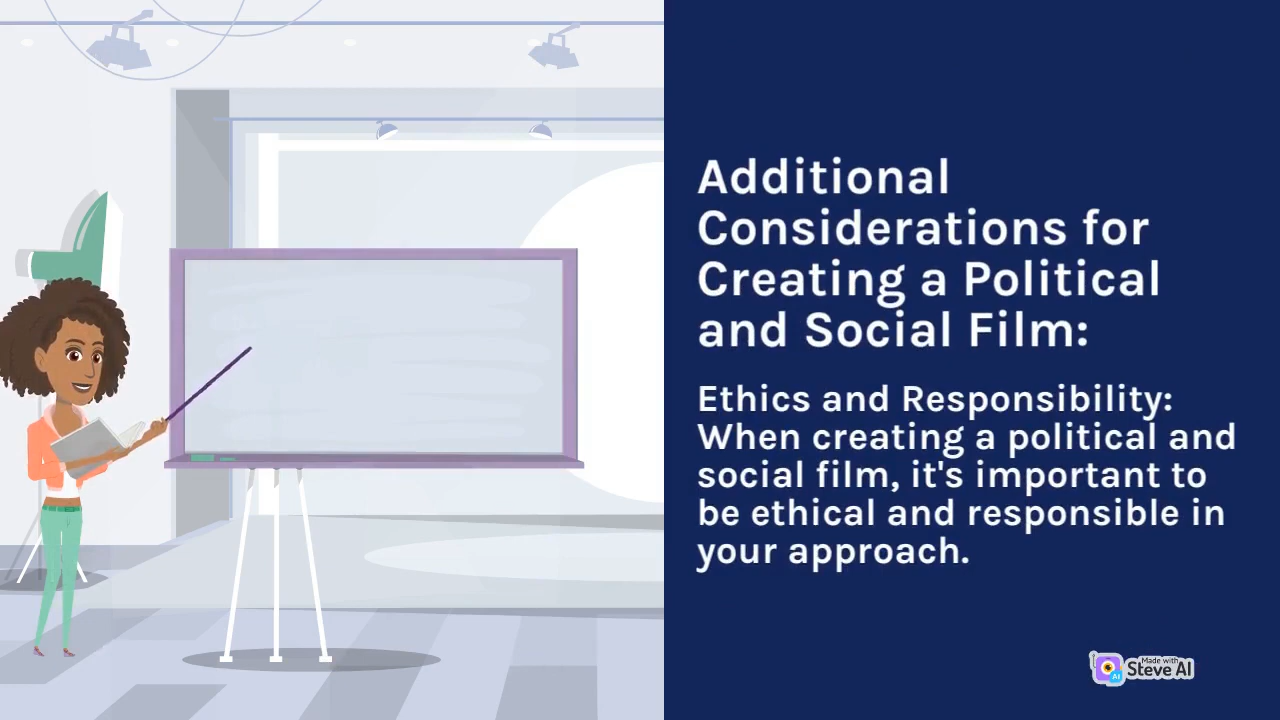 Additional
Considerations for
Creating a Political
and Social Film:
Ethics and Responsibility:
When creating a political and
social film, it's important to
be ethical and responsible in
your approach.
Made with
Steve AI
AI